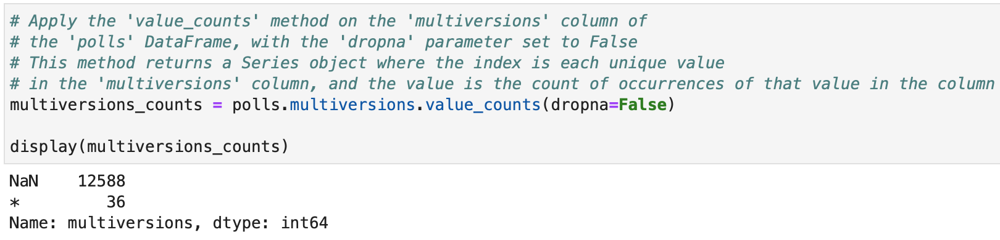 # Apply the 'value_counts' method on the 'multiversions' column of
# the 'polls' DataFrame, with the 'dropna' parameter set to False
# This method returns a Series object where the index is each unique value
# in the 'multiversions' column, and the value is the count of occurrences of that value in the column
multiversions_counts = polls.multiversions.value_counts(dropna=False)
display(multiversions_counts)
NaN    12588
*         36
Name: multiversions, dtype: int64